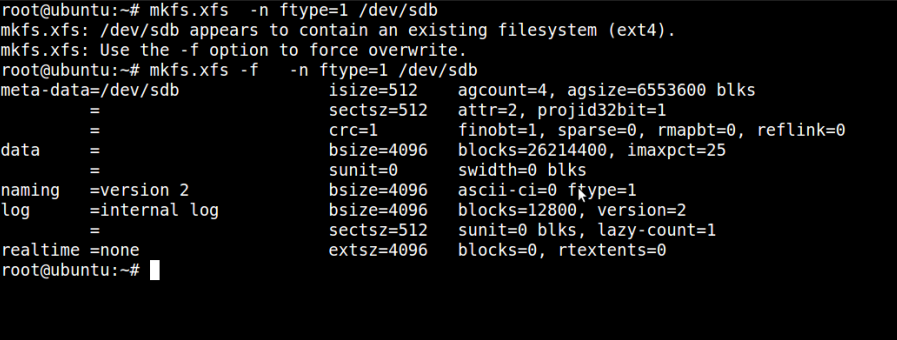 root@ubuntu:~# mkfs.xfs  -n ftype=1 /dev/sdb
mkfs.xfs: /dev/sdb appears to contain an existing filesystem (ext4).
mkfs.xfs: Use the -f option to force overwrite.
root@ubuntu:~# mkfs.xfs -f   -n ftype=1 /dev/sdb
meta-data=/dev/sdb               isize=512    agcount=4, agsize=6553600 blks
         =                       sectsz=512   attr=2, projid32bit=1
         =                       crc=1        finobt=1, sparse=0, rmapbt=0, reflink=0
data     =                       bsize=4096   blocks=26214400, imaxpct=25
         =                       sunit=0      swidth=0 blks
naming   =version 2              bsize=4096   ascii-ci=0 ftype=1
log      =internal log           bsize=4096   blocks=12800, version=2
         =                       sectsz=512   sunit=0 blks, lazy-count=1
realtime =none                   extsz=4096   blocks=0, rtextents=0
root@ubuntu:~#